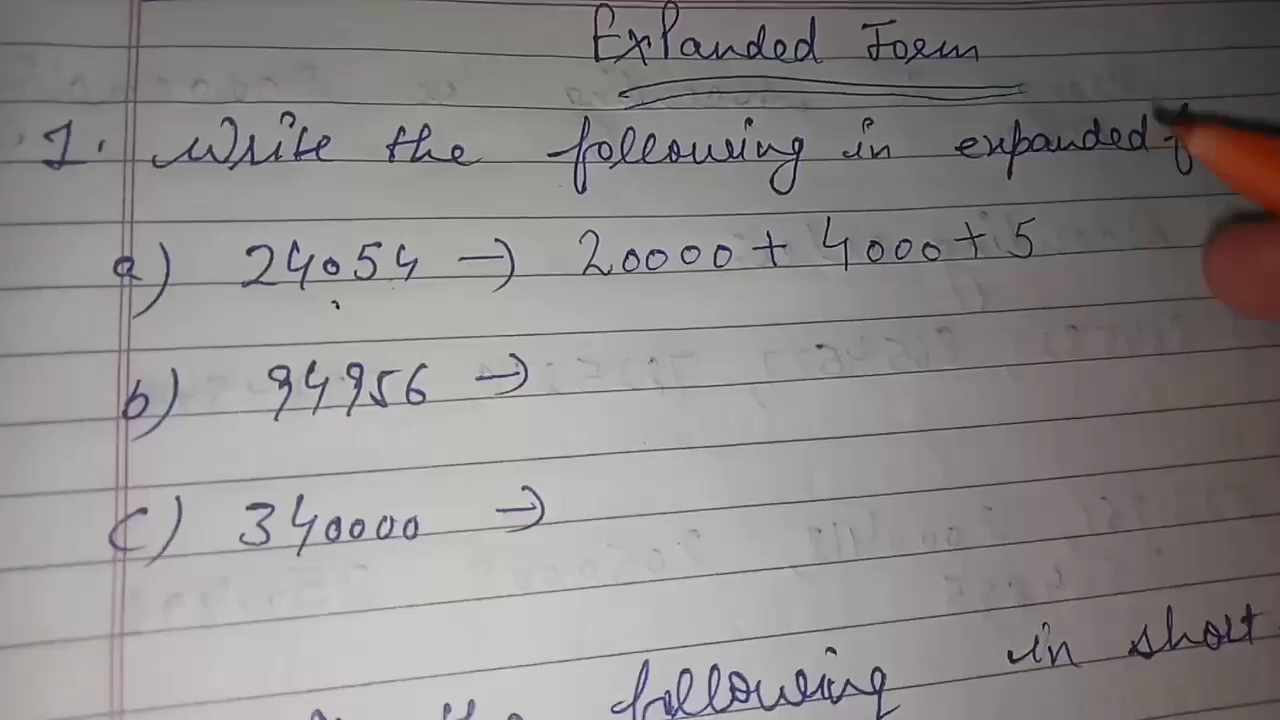 Expanded Form
1. Write the following in expanded f
a) 24054 → 20000 + 4000 + 5
b) 94956 →
c) 340000 →
following in short